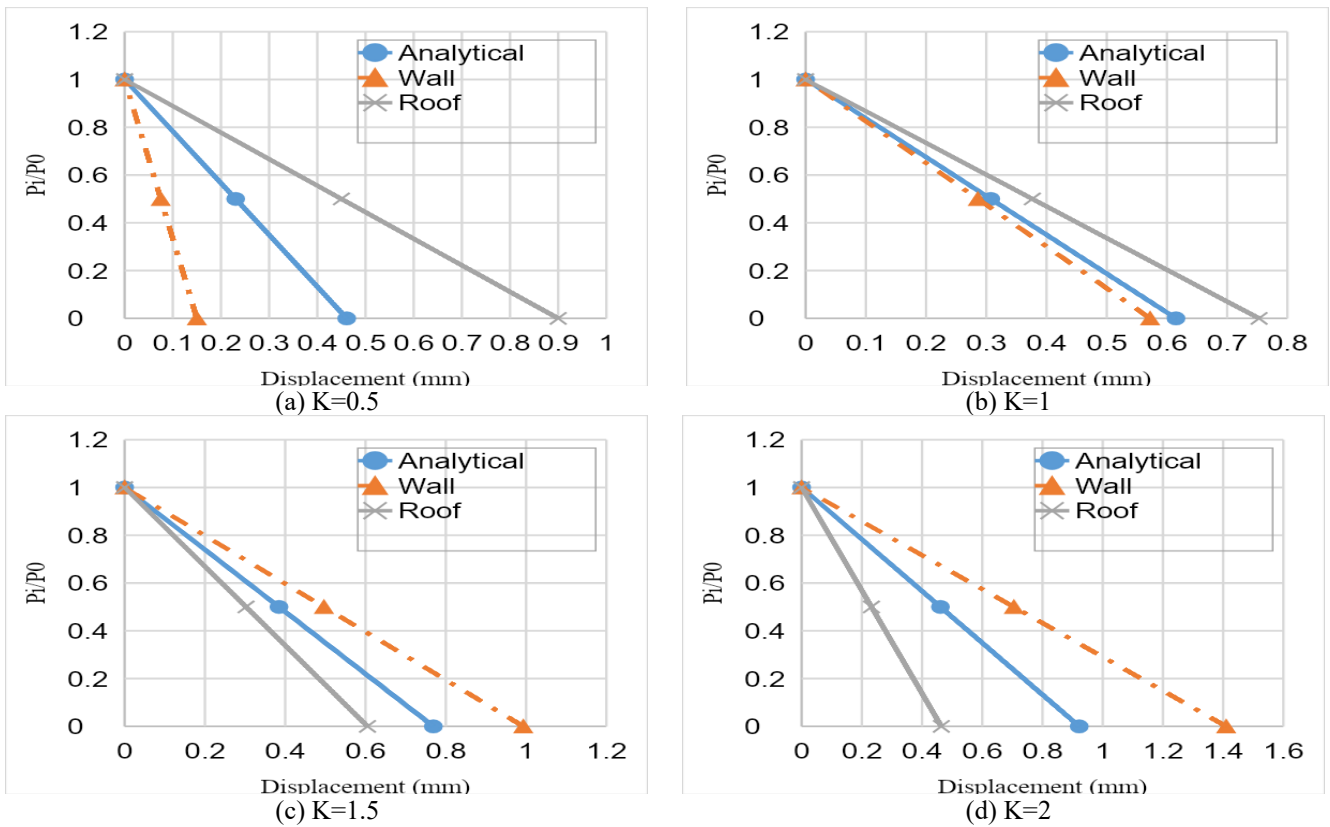 1.2
1
0.8
0.6
0.4
0.2
0
Pi/P0
Analytical
Wall
Roof
0 0.1 0.2 0.3 0.4 0.5 0.6 0.7 0.8 0.9 1
Displacement (mm)
(a) K=0.5
1.2
1
0.8
0.6
0.4
0.2
0
Pi/P0
Analytical
Wall
Roof
0 0.1 0.2 0.3 0.4 0.5 0.6 0.7 0.8
Displacement (mm)
(b) K=1
1.2
1
0.8
0.6
0.4
0.2
0
Pi/P0
Analytical
Wall
Roof
0 0.2 0.4 0.6 0.8 1 1.2
Displacement (mm)
(c) K=1.5
1.2
1
0.8
0.6
0.4
0.2
0
Pi/P0
Analytical
Wall
Roof
0 0.2 0.4 0.6 0.8 1 1.2 1.4 1.6
Displacement (mm)
(d) K=2